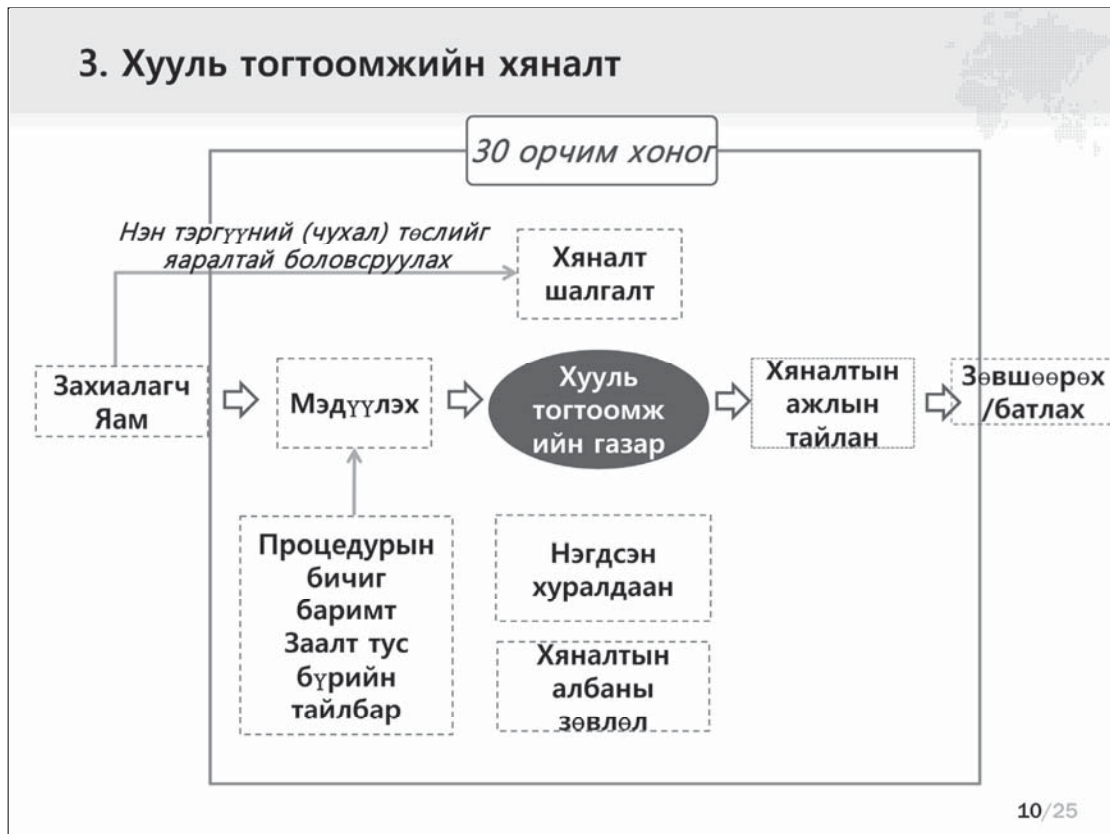 3. Хууль тогтоомжийн хяналт
30 орчим хоног
Нэн тэргүүний (чухал) төслийг
яаралтай боловсруулах
Хяналт
шалгалт
Захиалагч
Яам
Мэдүүлэх
Хууль
тогтоомж
ийн газар
Хяналтын
ажлын
тайлан
Зөвшөөрөх
/батлах
Процедурын
бичиг
баримт
Заалт тус
бүрийн
тайлбар
Нэгдсэн
хуралдаан
Хяналтын
албаны
зөвлөл
10/25